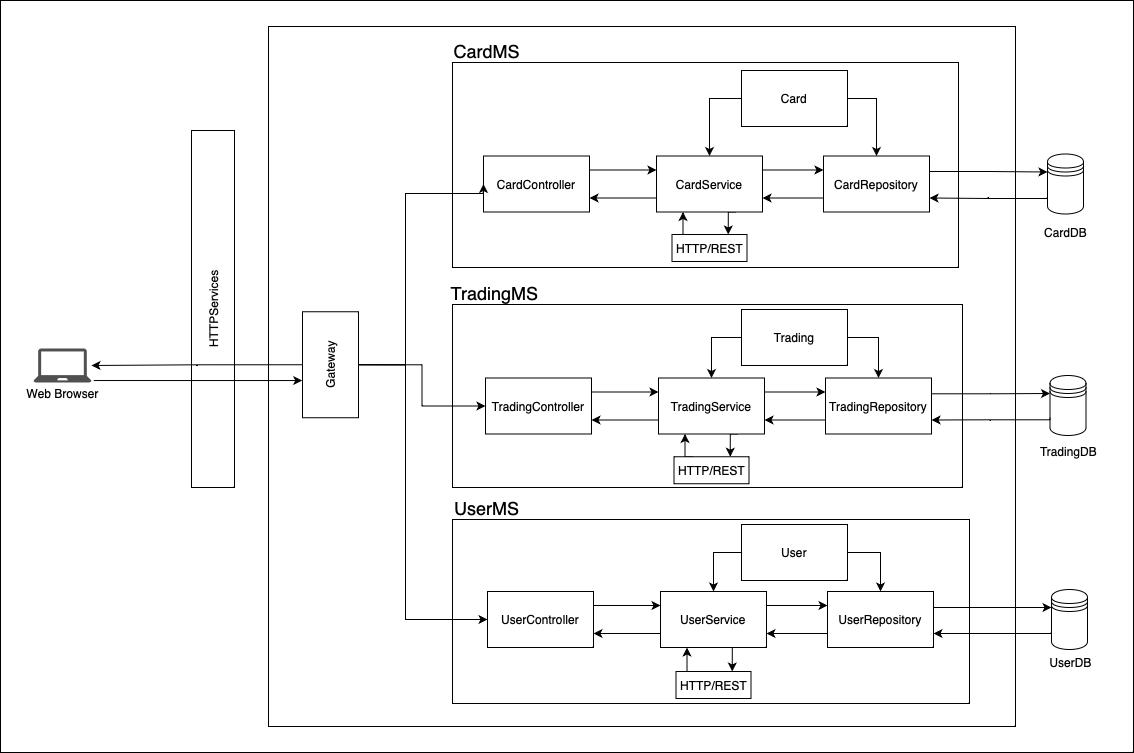 CardMS
Card
CardController
CardService
CardRepository
HTTP/REST
CardDB
HTTPServices
TradingMS
Trading
Gateway
Web Browser
TradingController
TradingService
TradingRepository
HTTP/REST
TradingDB
UserMS
User
UserController
UserService
UserRepository
HTTP/REST
UserDB